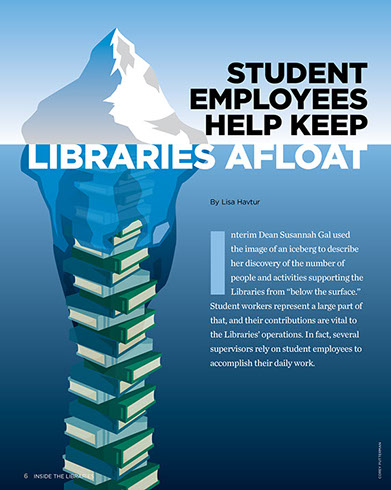 STUDENT
EMPLOYEES
HELP KEEP
LIBRARIES AFLOAT
By Lisa Havtur
Interim Dean Susannah Gal used
the image of an iceberg to describe
her discovery of the number of
people and activities supporting the
Libraries from “below the surface.”
Student workers represent a large part of
that, and their contributions are vital to
the Libraries’ operations. In fact, several
supervisors rely on student employees to
accomplish their daily work.
6 INSIDE THE LIBRARIES